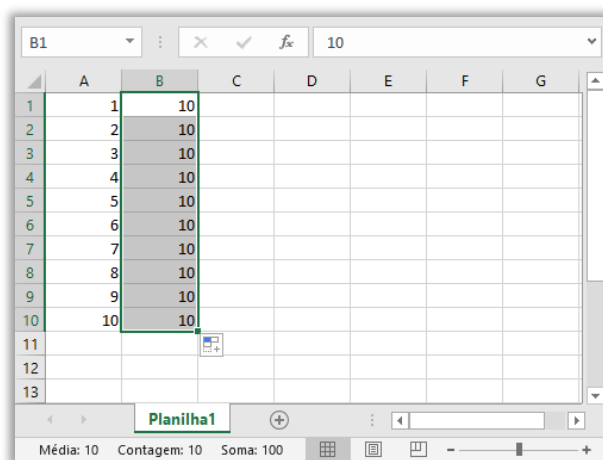 B1 fx 10
A B C D E F G
1 1 10
2 2 10
3 3 10
4 4 10
5 5 10
6 6 10
7 7 10
8 8 10
9 9 10
10 10 10
11
12
13
Planilha1
Média: 10 Contagem: 10 Soma: 100